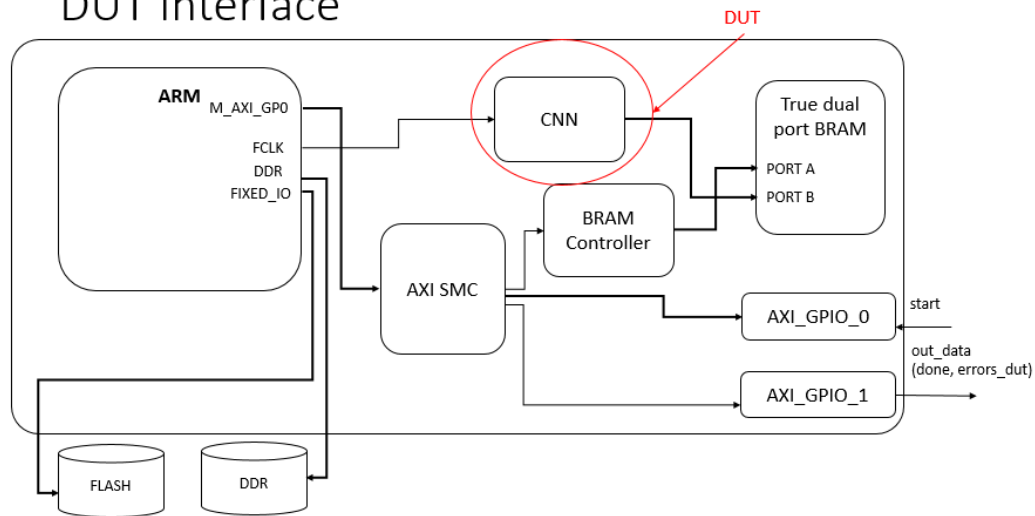 DUT Interface
DUT
ARM
M_AXI_GP0
FCLK
DDR
FIXED_IO
CNN
True dual
port BRAM
PORT A
PORT B
BRAM
Controller
AXI SMC
AXI_GPIO_0
start
out_data
(done, errors_dut)
AXI_GPIO_1
FLASH
DDR